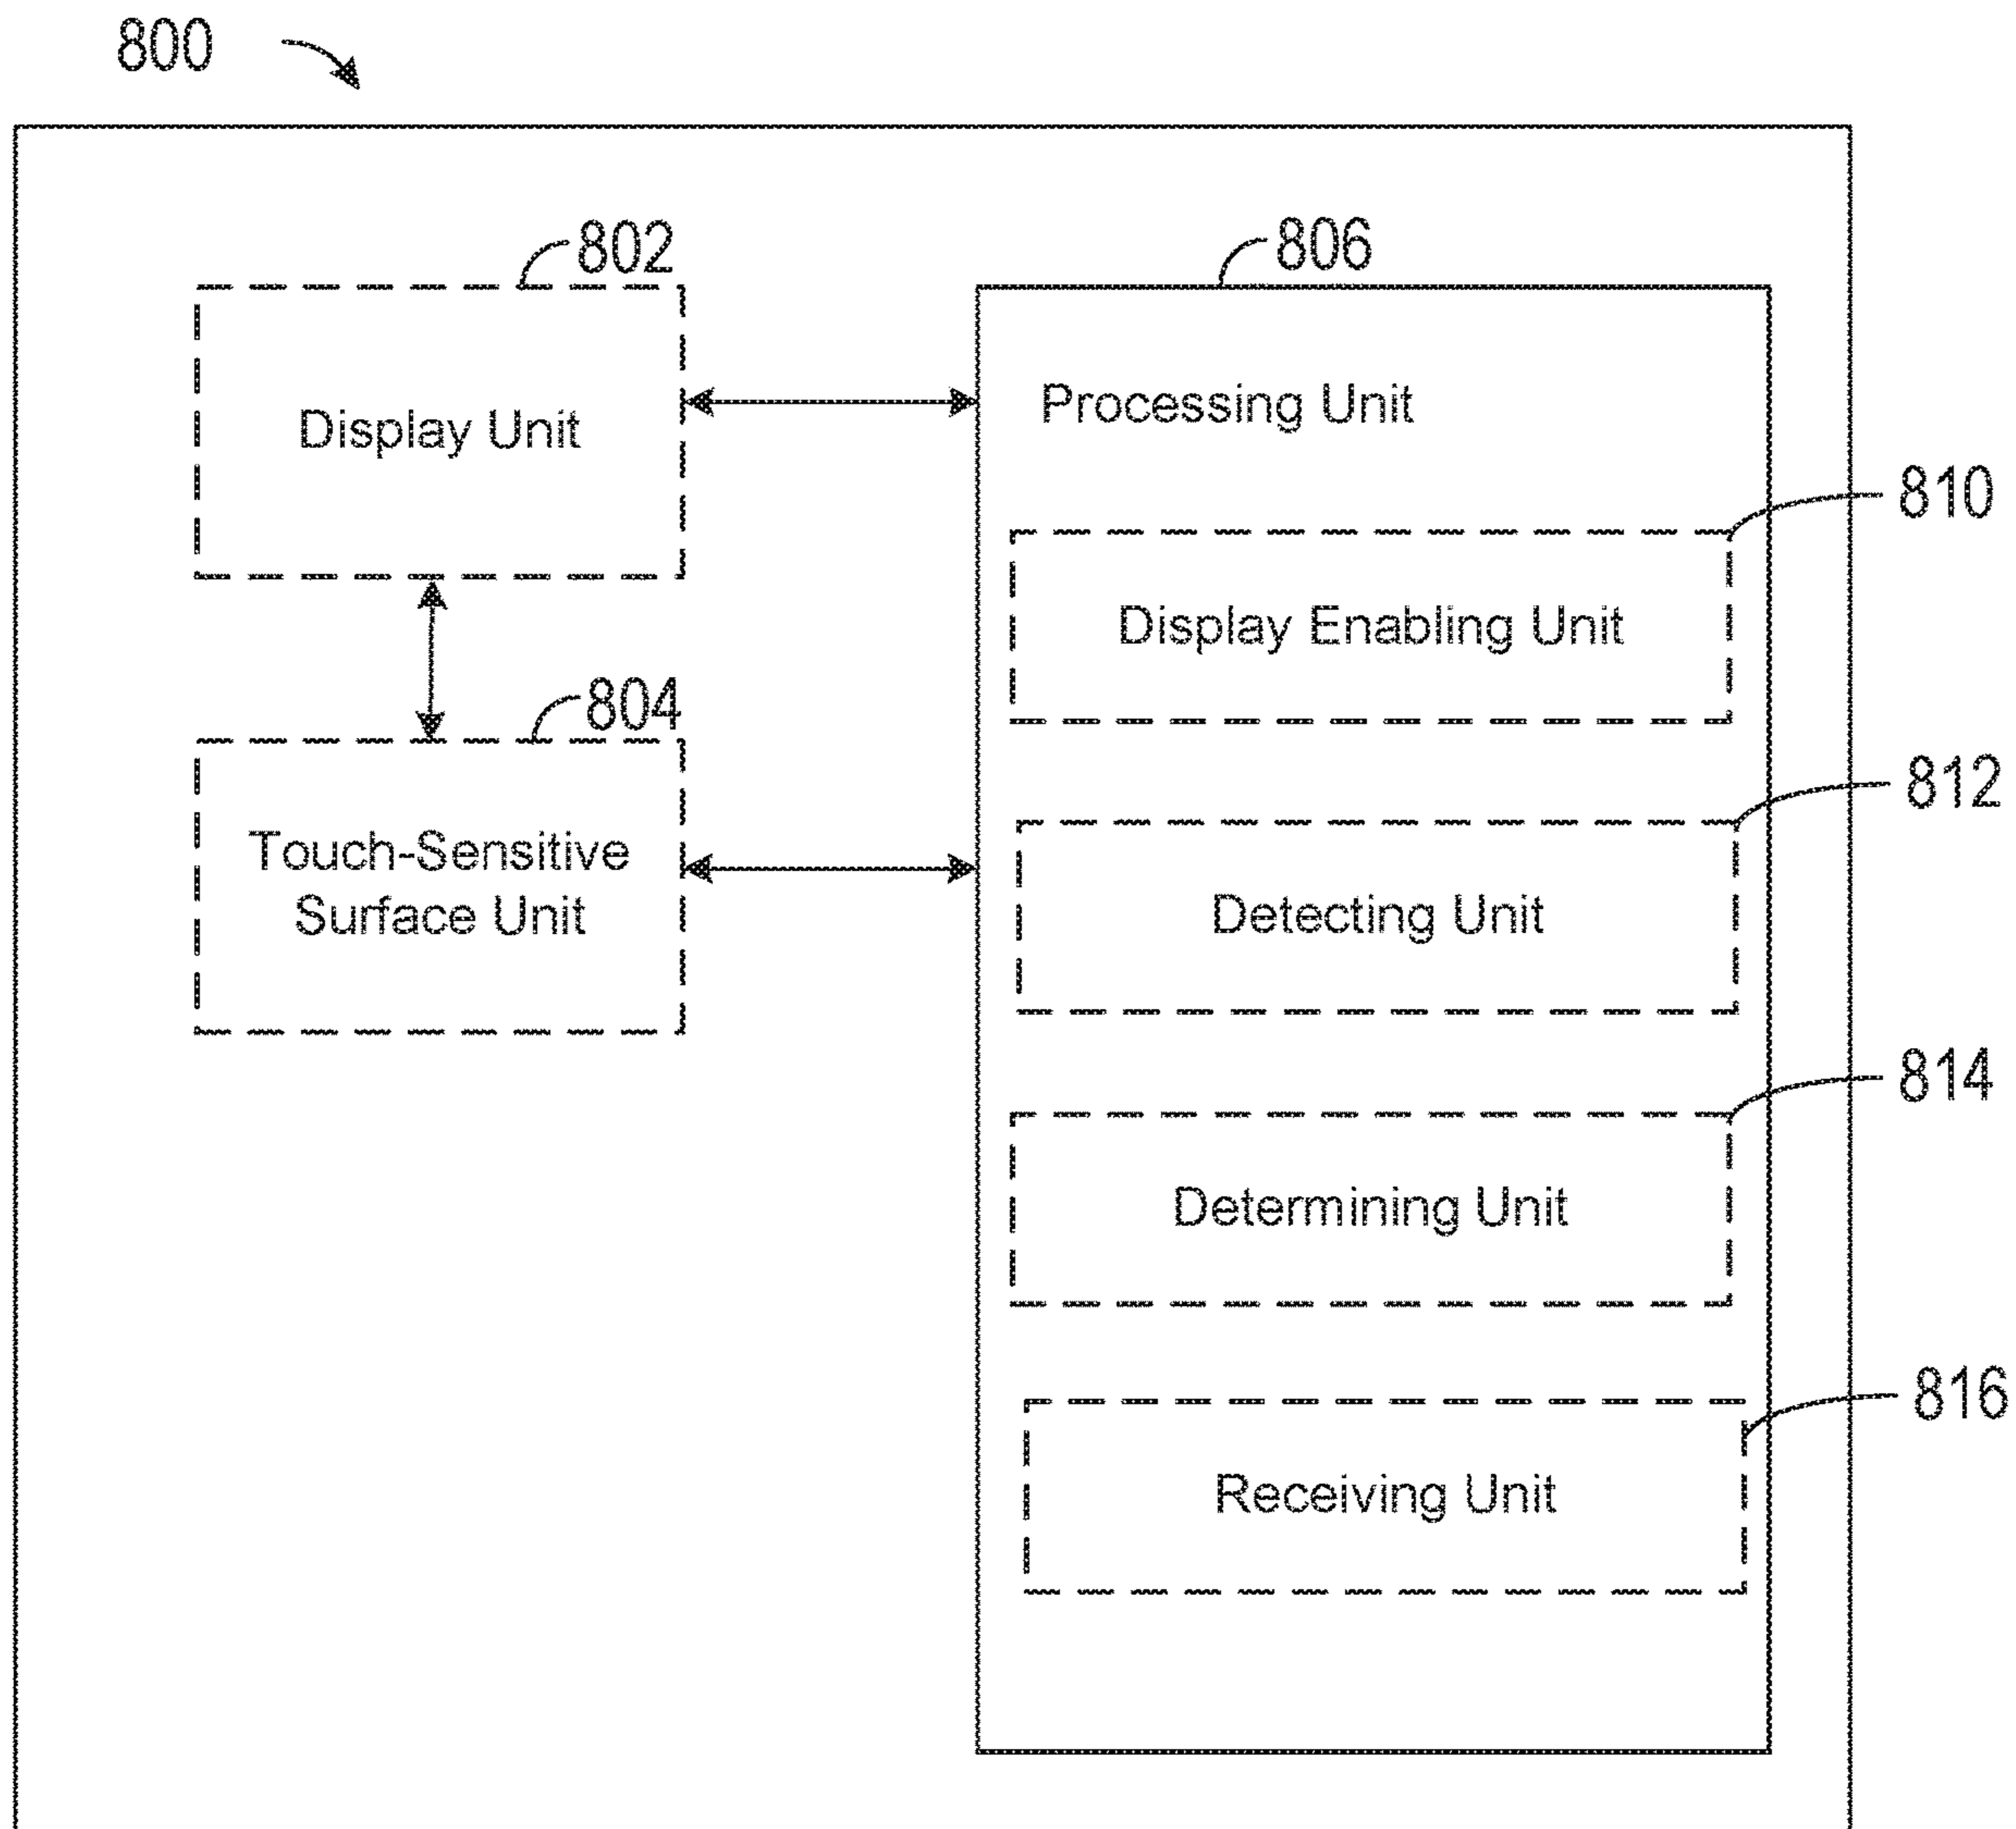 800
802
806
Display Unit
Processing Unit
810
Display Enabling Unit
804
812
Touch-Sensitive
Surface Unit
Detecting Unit
814
Determining Unit
816
Receiving Unit